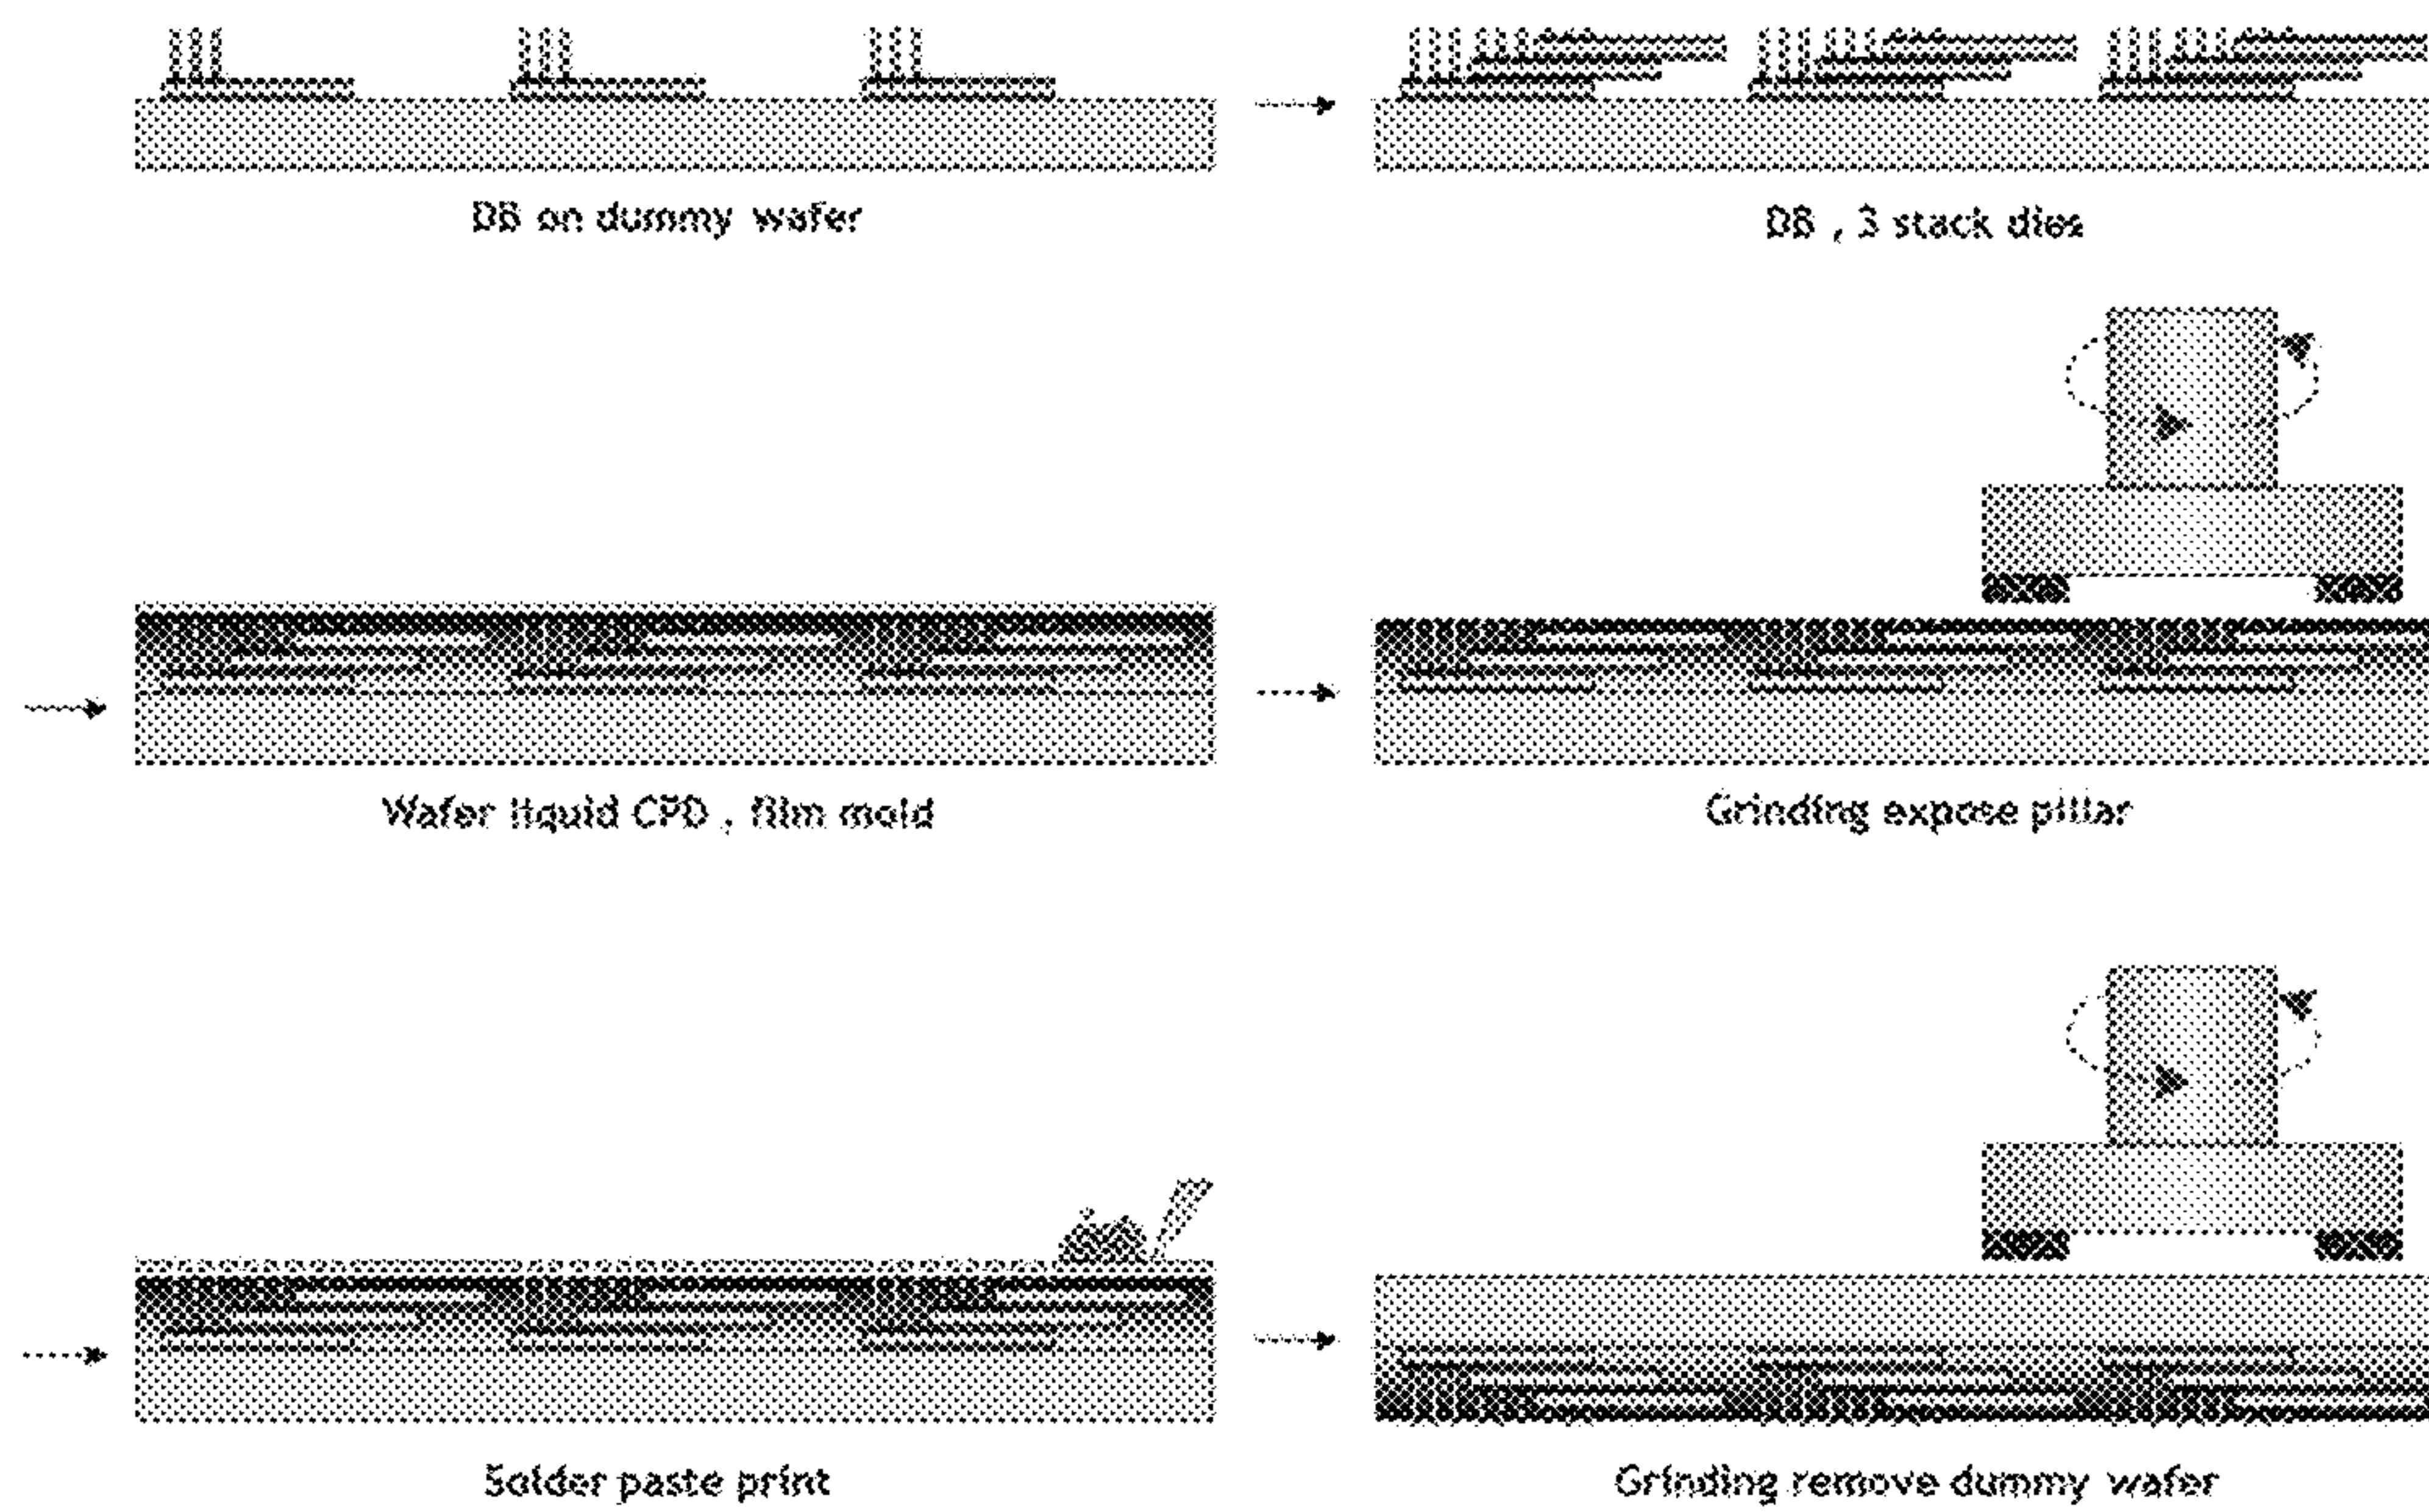 DB on dummy wafer
DB , 3 stack dies
Wafer liquid CPD , film mold
Grinding expose pillar
Solder paste print
Grinding remove dummy wafer